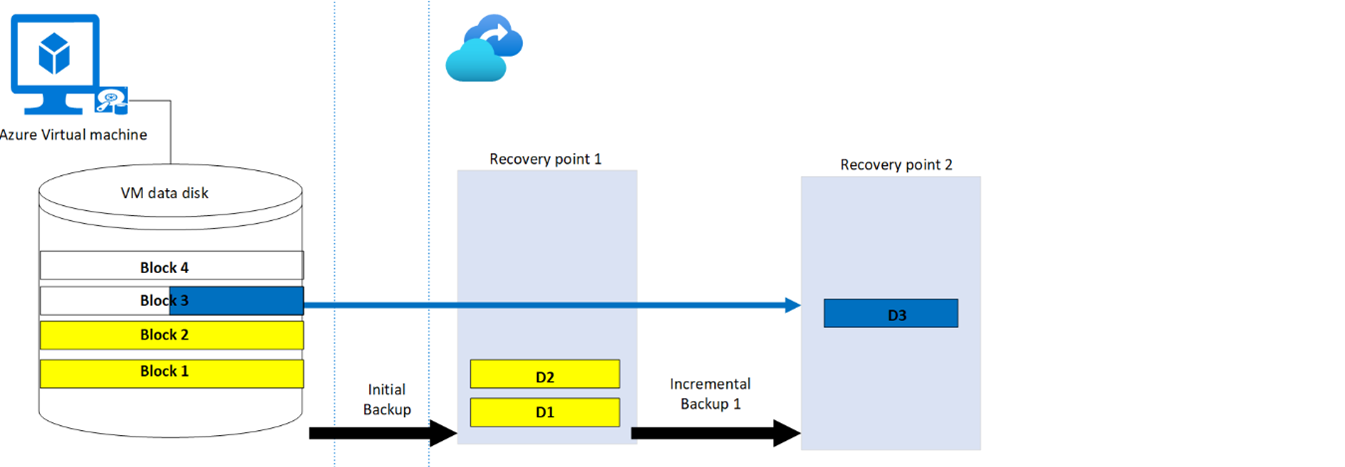 Azure Virtual machine
VM data disk
Block 4
Block 3
Block 2
Block 1
Initial
Backup
Recovery point 1
D2
D1
Incremental
Backup 1
Recovery point 2
D3